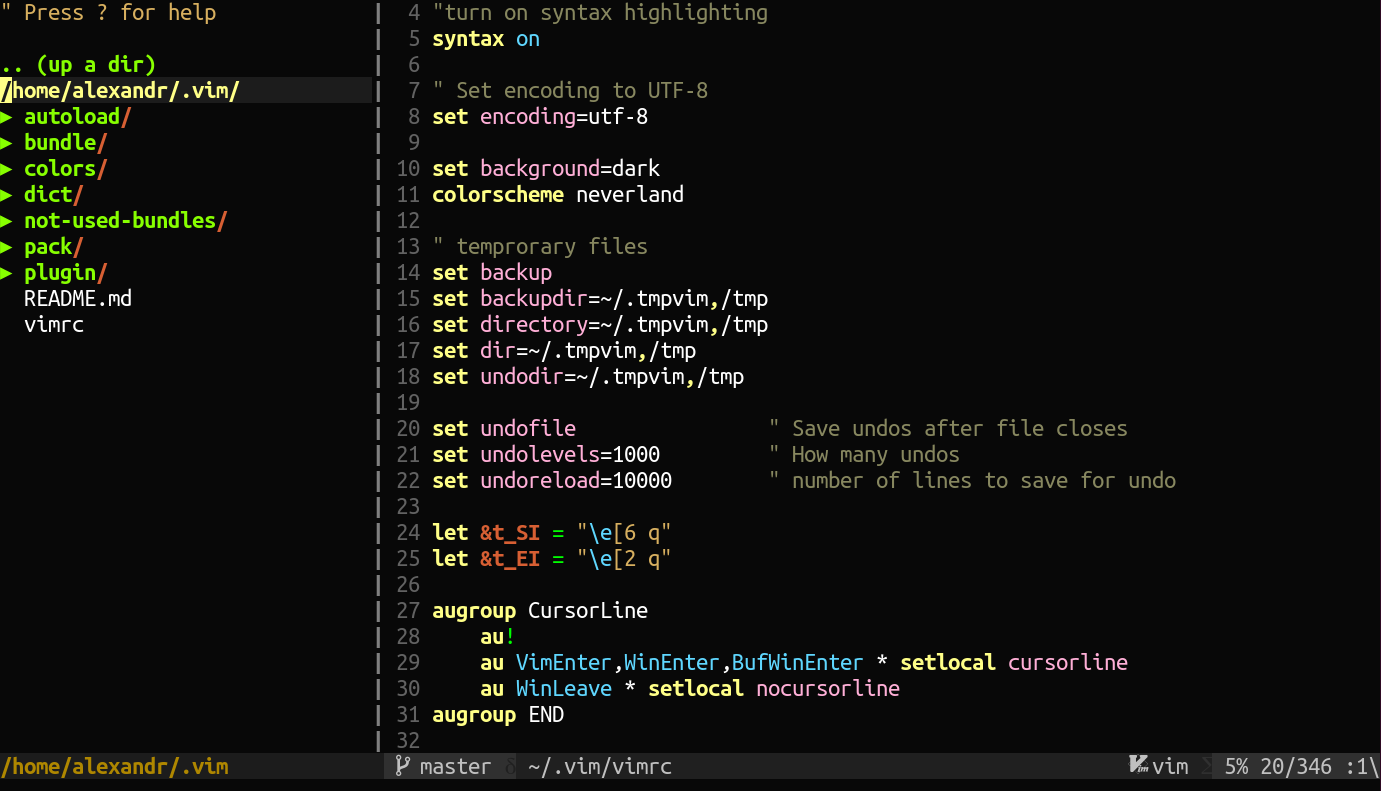 " Press ? for help
.. (up a dir)
/home/alexandr/.vim/
▶ autoload/
▶ bundle/
▶ colors/
▶ dict/
▶ not-used-bundles/
▶ pack/
▶ plugin/
README.md
vimrc
/home/alexandr/.vim
4 "turn on syntax highlighting
5 syntax on
6
7 " Set encoding to UTF-8
8 set encoding=utf-8
9
10 set background=dark
11 colorscheme neverland
12
13 " temprorary files
14 set backup
15 set backupdir=~/.tmpvim,/tmp
16 set directory=~/.tmpvim,/tmp
17 set dir=~/.tmpvim,/tmp
18 set undodir=~/.tmpvim,/tmp
19
20 set undofile " Save undos after file closes
21 set undolevels=1000 " How many undos
22 set undoreload=10000 " number of lines to save for undo
23
24 let &t_SI = "\e[6 q"
25 let &t_EI = "\e[2 q"
26
27 augroup CursorLine
28 au!
29 au VimEnter,WinEnter,BufWinEnter * setlocal cursorline
30 au WinLeave * setlocal nocursorline
31 augroup END
32
master δ ~/.vim/vimrc vim Σ 5% 20/346 :1\